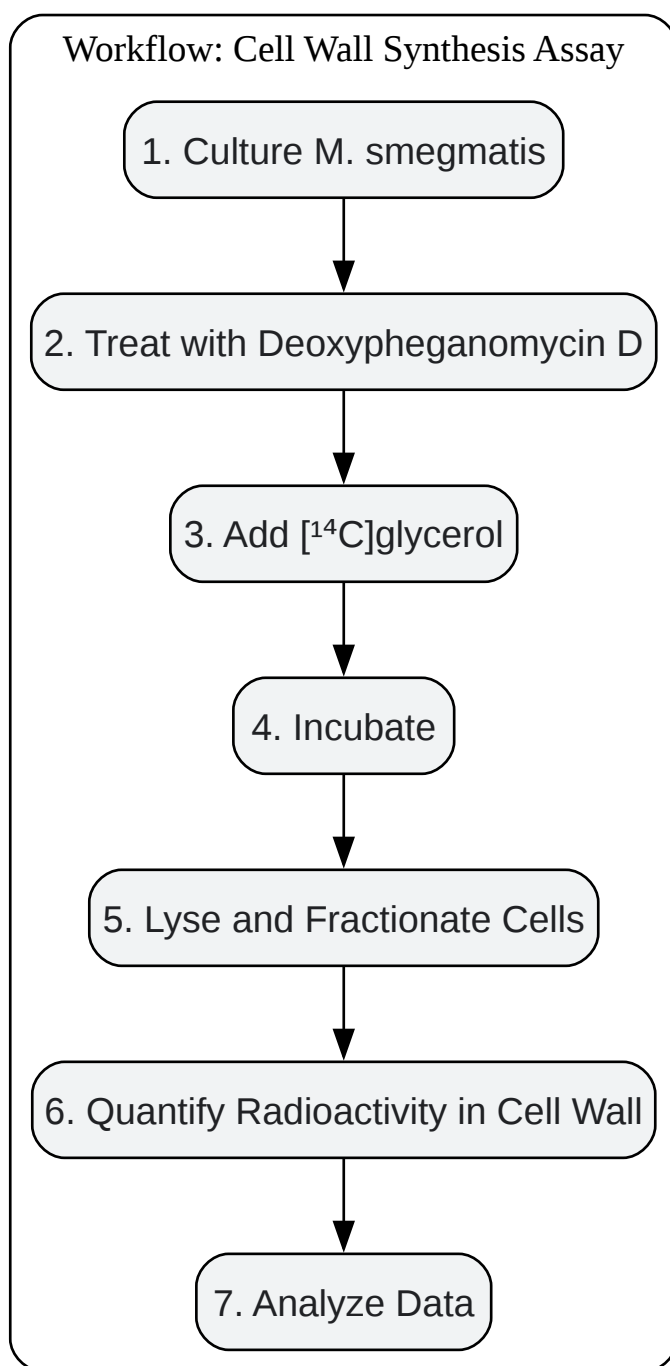 Workflow: Cell Wall Synthesis Assay
1. Culture M. smegmatis
2. Treat with Deoxypheganomycin D
3. Add [¹⁴C]glycerol
4. Incubate
5. Lyse and Fractionate Cells
6. Quantify Radioactivity in Cell Wall
7. Analyze Data